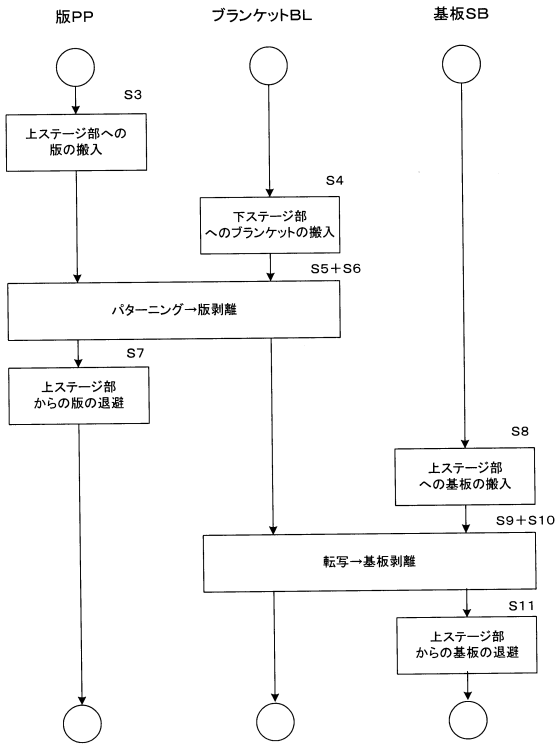 版PP
ブランケットBL
基板SB
S3
上ステージ部への
版の搬入
S4
下ステージ部
へのブランケットの搬入
S5+S6
パターニング→版剥離
S7
上ステージ部
からの版の退避
S8
上ステージ部
への基板の搬入
S9+S10
転写→基板剥離
S11
上ステージ部
からの基板の退避